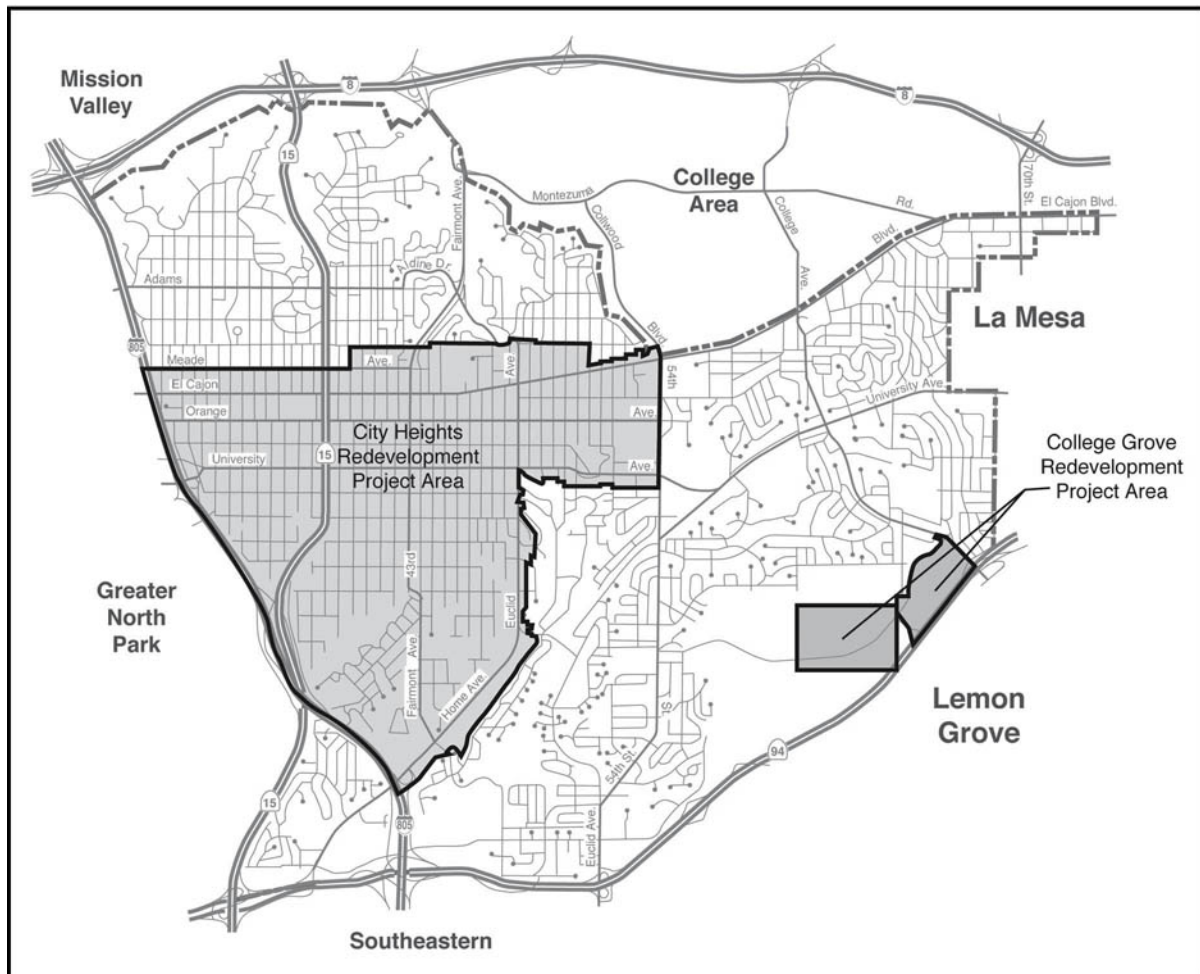 Mission
Valley
8
8
15
70th St.
Montezuma
College
Area
Rd.
El Cajon Blvd.
Fairmont Ave.
Collwood
College
Blvd.
Aldine Dr.
Adams
Ave.
La Mesa
805
Blvd.
Meade
Ave.
Ave.
54th
El Cajon
University Ave.
Orange
Ave.
City Heights
Redevelopment
Project Area
15
University
Ave.
College Grove
Redevelopment
Project Area
43rd
Euclid
Greater
North
Park
Fairmont Ave.
Home Ave.
Lemon
Grove
St.
94
54th St.
15
805
Euclid Ave.
Southeastern